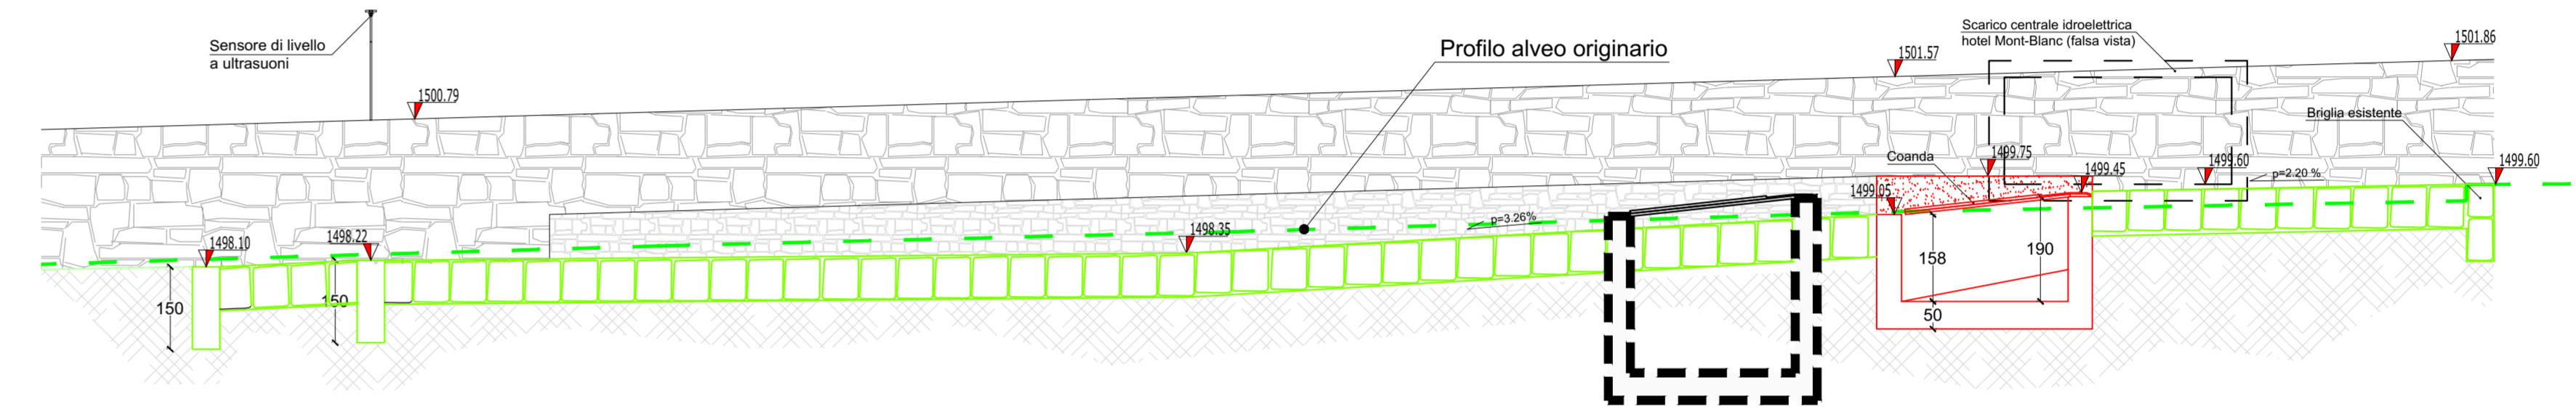 Sensore di livello
a ultrasuoni
1500.79
Profilo alveo originario
1501.57
Scarico centrale idroelettrica
hotel Mont-Blanc (falsa vista)
1501.86
Briglia esistente
Coanda
1499.75
1499.45
1499.60
1499.60
p=2.20 %
1499.05
p=3.26%
1498.10
1498.22
1498.35
150
150
158
190
50